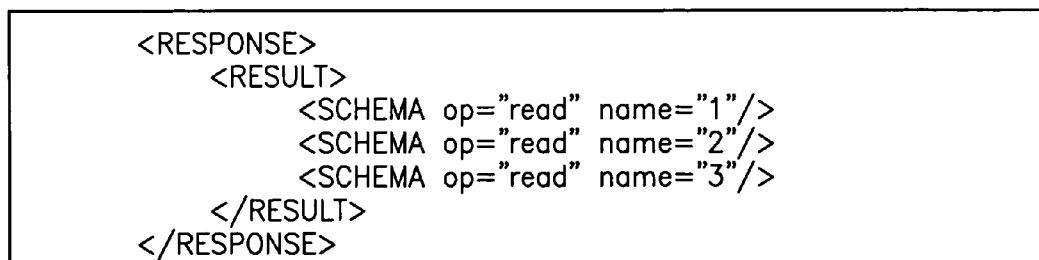 <RESPONSE>
<RESULT>
<SCHEMA op="read" name="1"/>
<SCHEMA op="read" name="2"/>
<SCHEMA op="read" name="3"/>
</RESULT>
</RESPONSE>